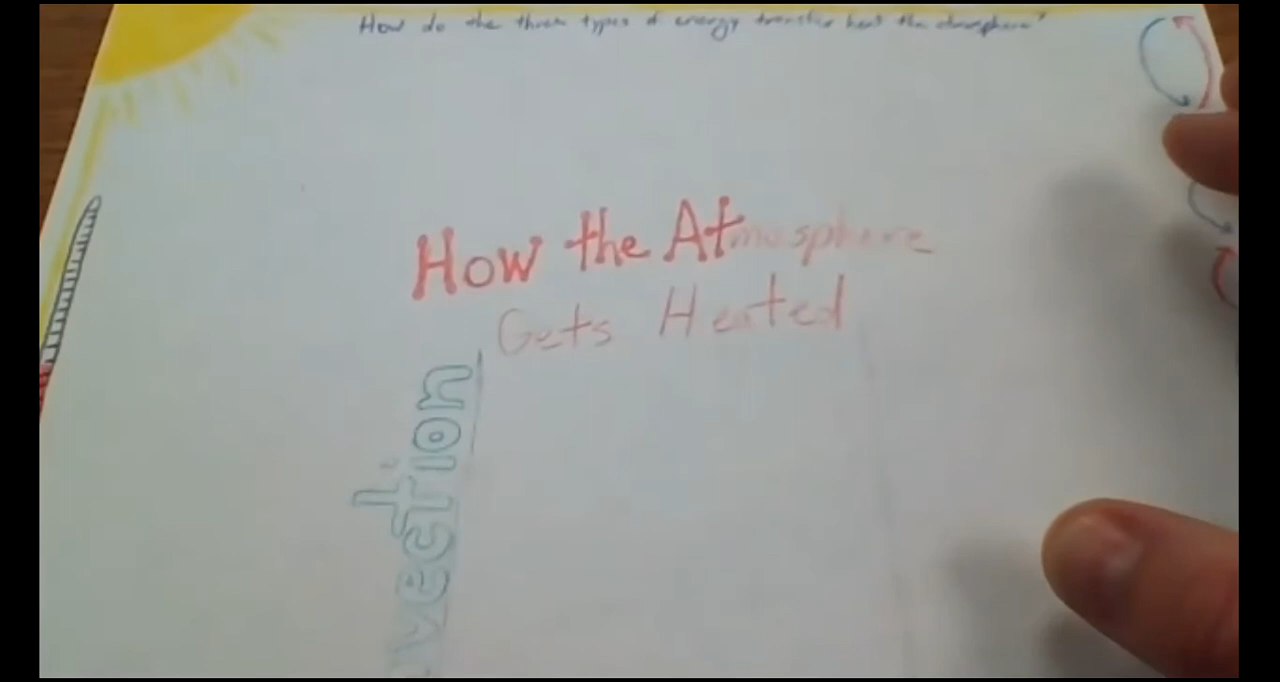 How do the three types of energy transfer heat the atmosphere?
How the Atmosphere
Gets Heated
vection